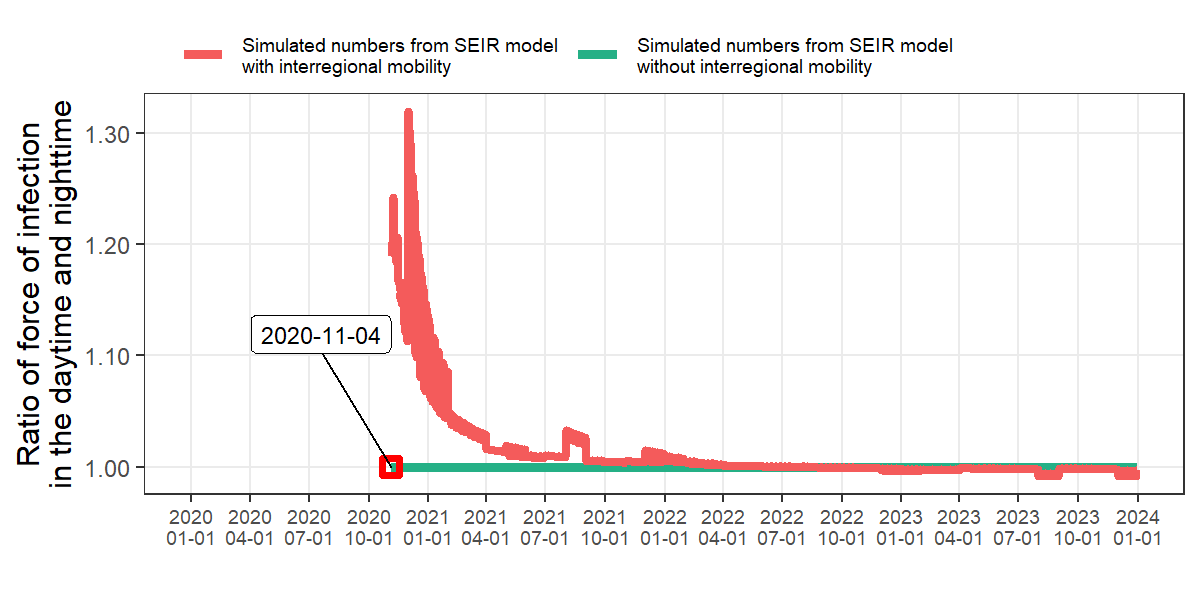 Simulated numbers from SEIR model
with interregional mobility
Simulated numbers from SEIR model
without interregional mobility
Ratio of force of infection
in the daytime and nighttime
1.30
1.20
1.10
1.00
2020-11-04
2020 2020 2020 2020 2021 2021 2021 2021 2022 2022 2022 2022 2023 2023 2023 2023 2024
01-01 04-01 07-01 10-01 01-01 04-01 07-01 10-01 01-01 04-01 07-01 10-01 01-01 04-01 07-01 10-01 01-01